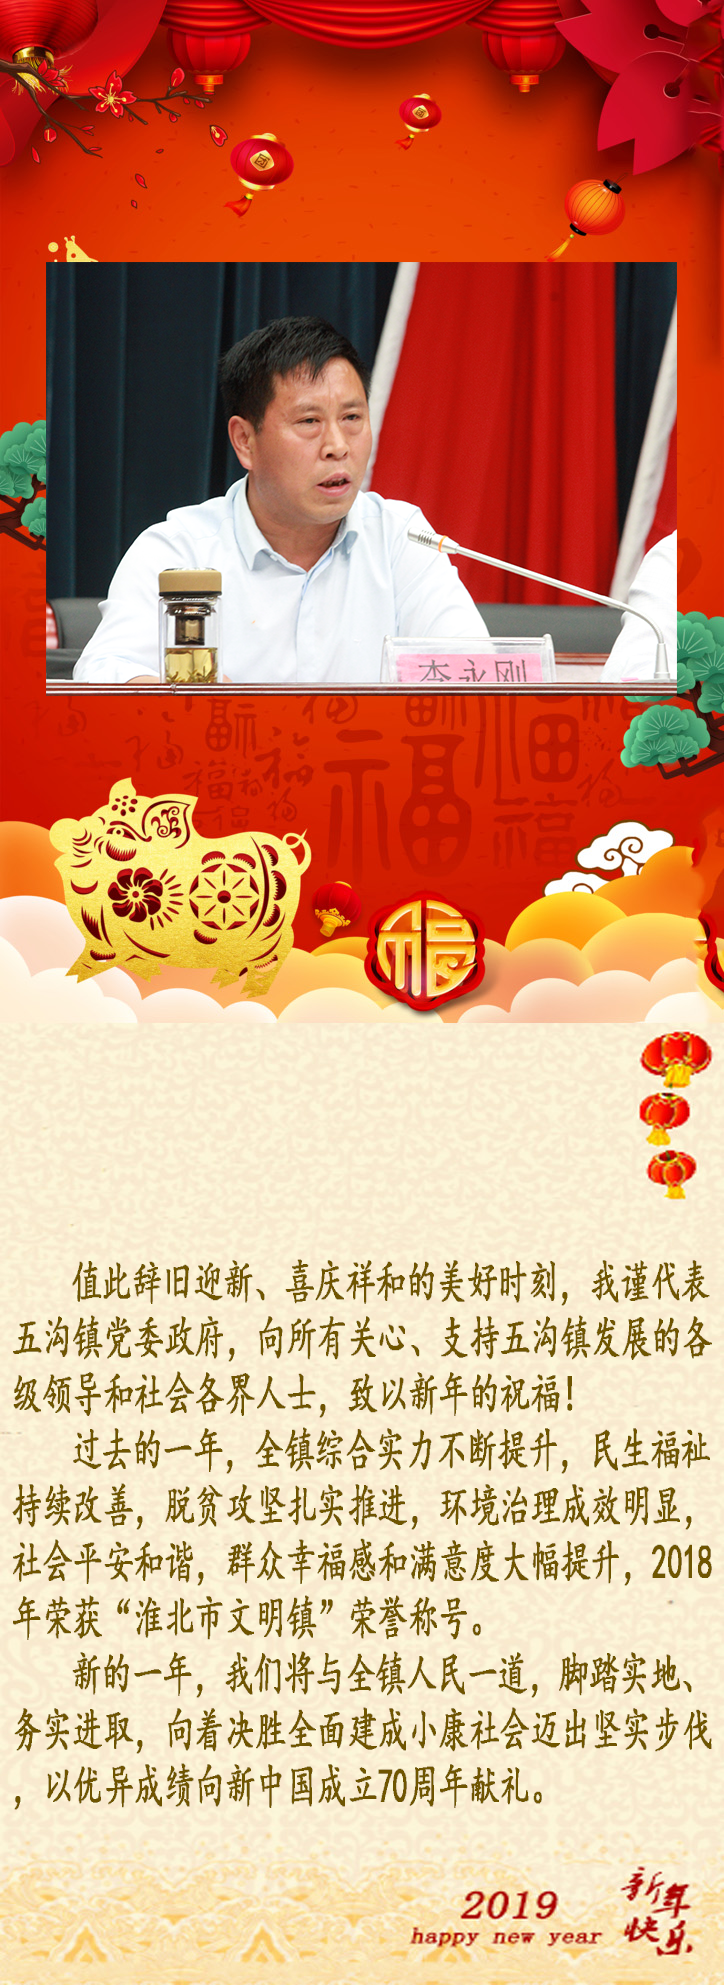 李永刚
福
值此辞旧迎新、喜庆祥和的美好时刻，我谨代表
五沟镇党委政府，向所有关心、支持五沟镇发展的各
级领导和社会各界人士，致以新年的祝福！
过去的一年，全镇综合实力不断提升，民生福祉
持续改善，脱贫攻坚扎实推进，环境治理成效明显，
社会平安和谐，群众幸福感和满意度大幅提升，2018
年荣获“淮北市文明镇”荣誉称号。
新的一年，我们将与全镇人民一道，脚踏实地、
务实进取，向着决胜全面建成小康社会迈出坚实步伐
，以优异成绩向新中国成立70周年献礼。
2019
happy new year
新年
快乐